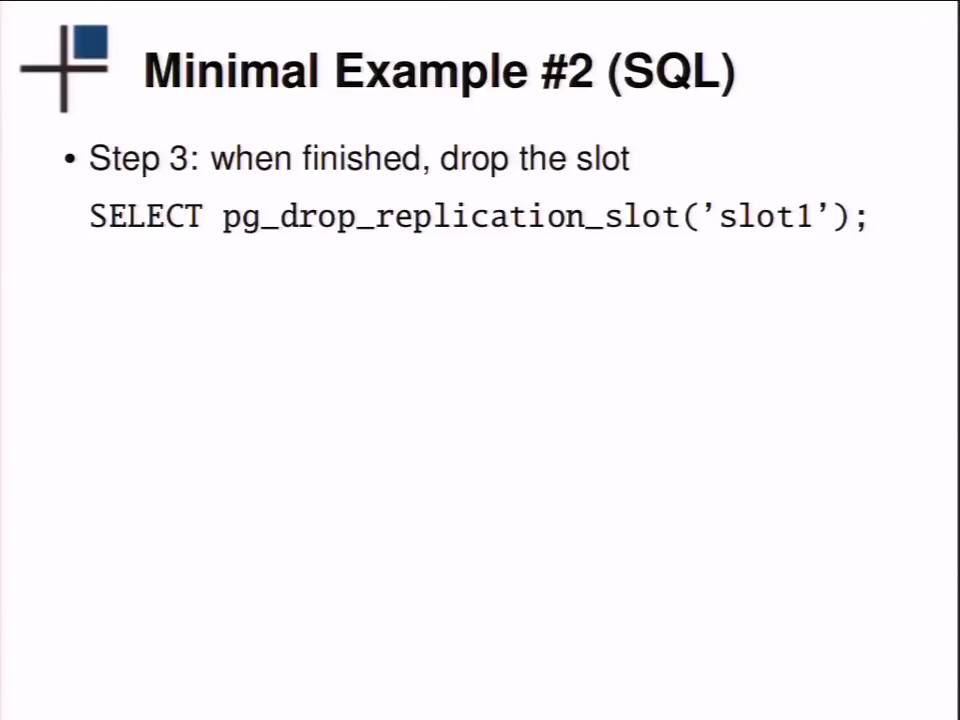 Minimal Example #2 (SQL)
• Step 3: when finished, drop the slot
SELECT pg_drop_replication_slot(’slot1’);